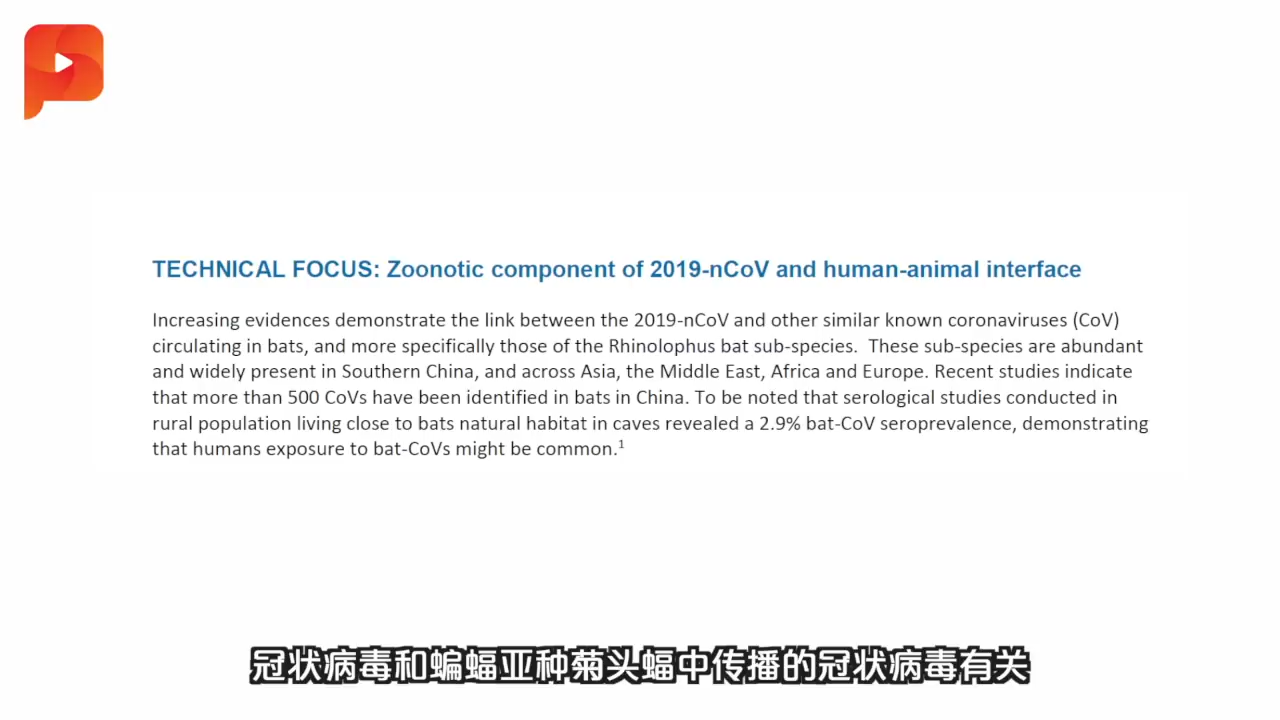 TECHNICAL FOCUS: Zoonotic component of 2019-nCoV and human-animal interface
Increasing evidences demonstrate the link between the 2019-nCoV and other similar known coronaviruses (CoV)
circulating in bats, and more specifically those of the Rhinolophus bat sub-species.  These sub-species are abundant
and widely present in Southern China, and across Asia, the Middle East, Africa and Europe. Recent studies indicate
that more than 500 CoVs have been identified in bats in China. To be noted that serological studies conducted in
rural population living close to bats natural habitat in caves revealed a 2.9% bat-CoV seroprevalence, demonstrating
that humans exposure to bat-CoVs might be common.¹
冠状病毒和蝙蝠亚种菊头蝠中传播的冠状病毒有关